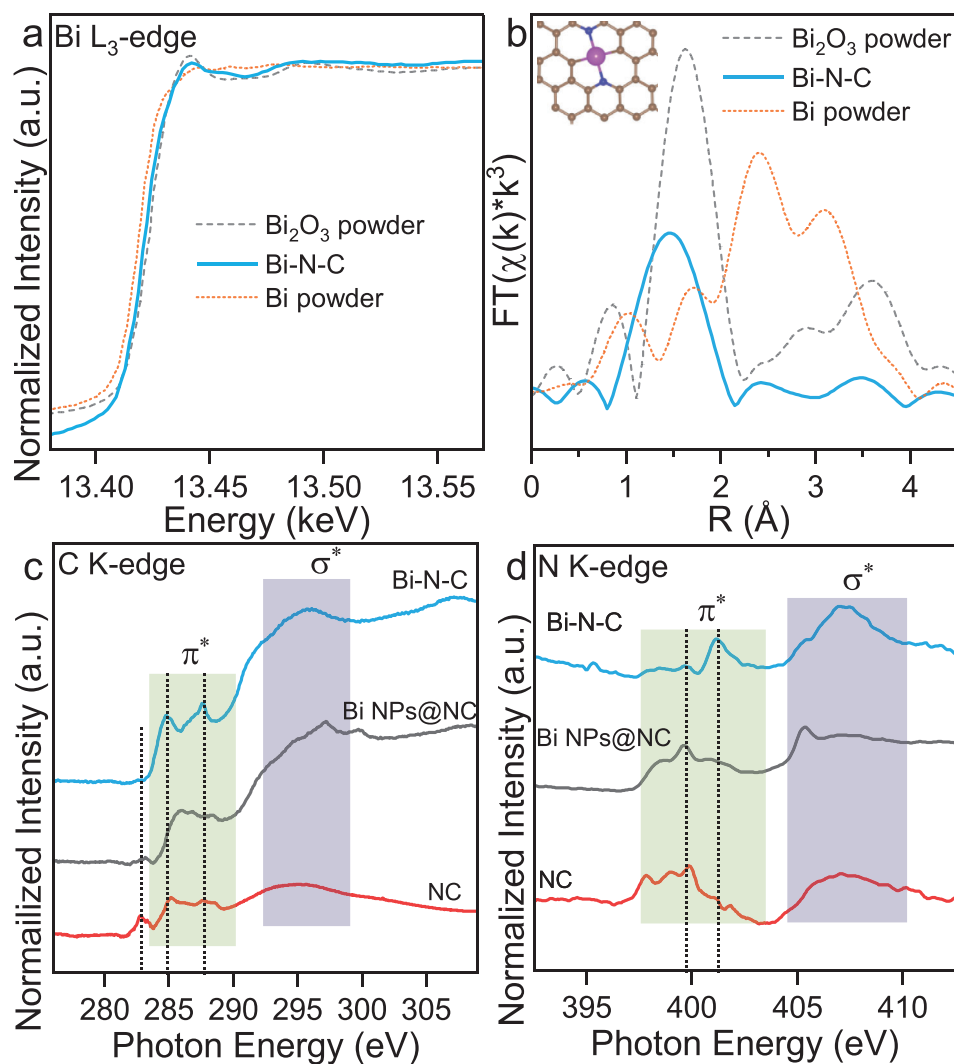 a Bi L₃-edge
Normalized Intensity (a.u.)
Bi₂O₃ powder
Bi-N-C
Bi powder
13.40 13.45 13.50 13.55
Energy (keV)
b
Bi₂O₃ powder
Bi-N-C
Bi powder
FT(χ(k)*k³)
0 1 2 3 4
R (Å)
c C K-edge
σ*
Bi-N-C
π*
Bi NPs@NC
NC
Normailized Intensity (a.u.)
280 285 290 295 300 305
Photon Energy (eV)
d N K-edge
σ*
Bi-N-C
π*
Bi NPs@NC
NC
Normalized Intensity (a.u.)
395 400 405 410
Photon Energy (eV)